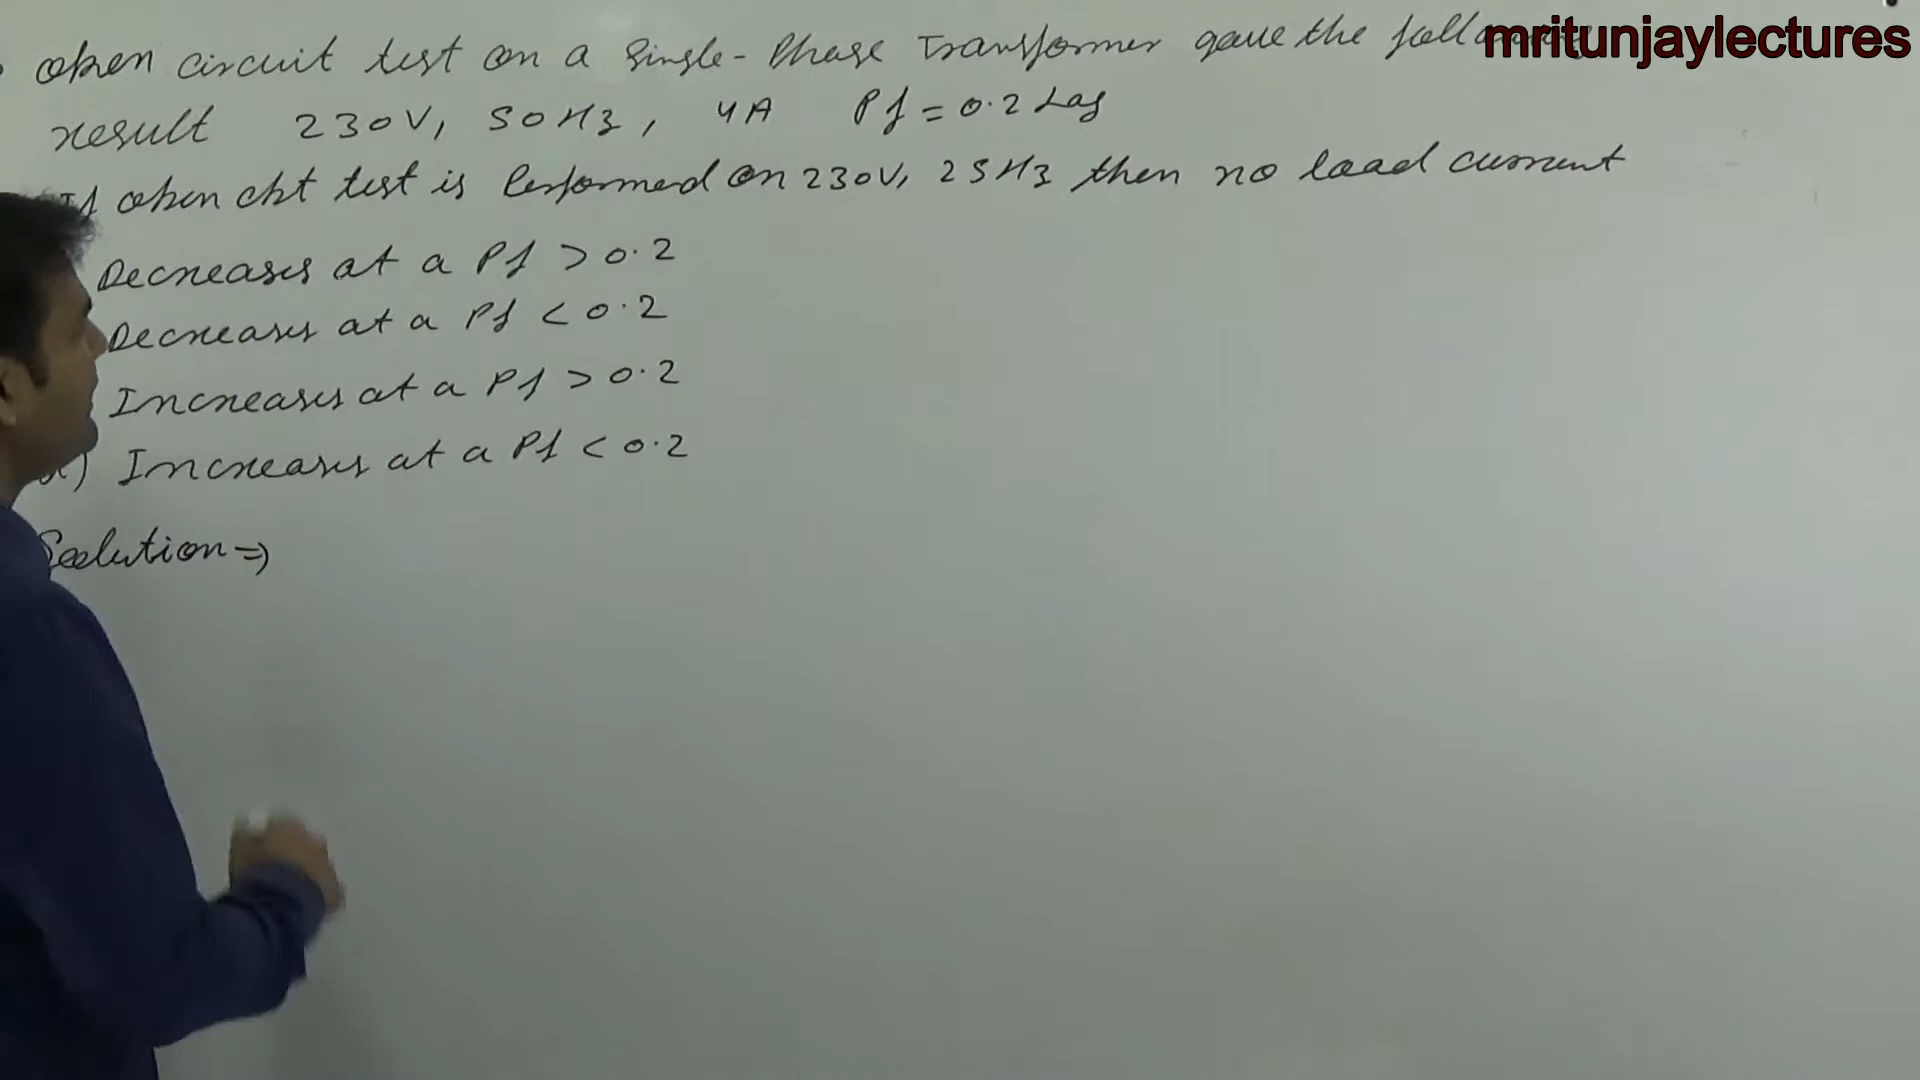 mritunjaylectures
open circuit test on a Single-Phase Transformer gave the
result 230V, 50Hz, 4A Pf = 0.2 Lag
If open ckt test is Performed on 230V, 25Hz then no load current
Decreases at a Pf > 0.2
Decreases at a Pf < 0.2
Increases at a Pf > 0.2
d) Increases at a Pf < 0.2
Solution =>